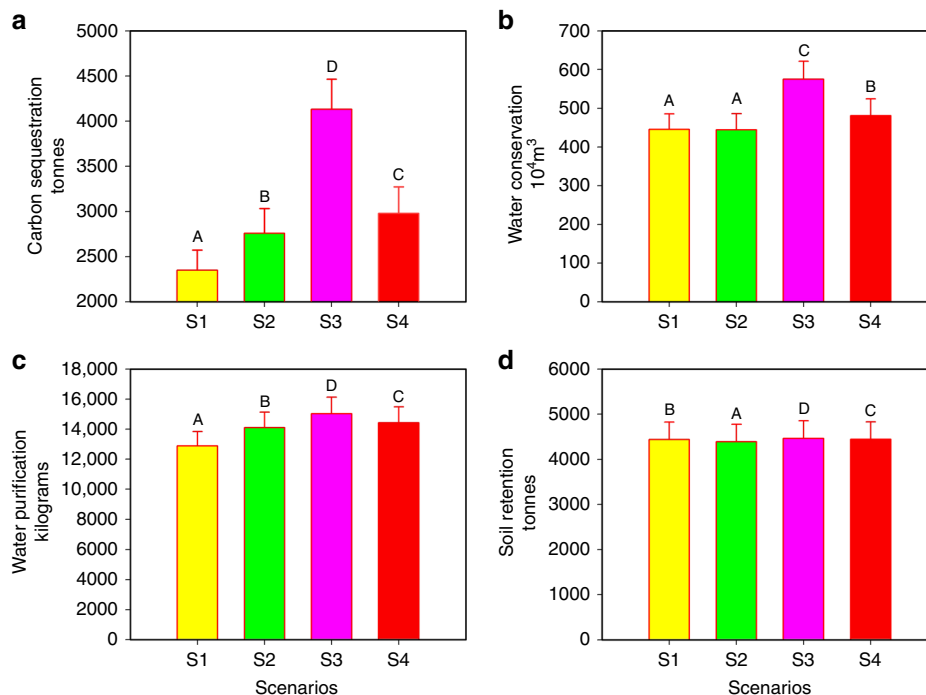 a
Carbon sequestration
tonnes
5000
4500
4000
3500
3000
2500
2000
A
B
D
C
S1 S2 S3 S4
b
Water conservation
10⁴m³
700
600
500
400
300
200
100
0
A
A
C
B
S1 S2 S3 S4
c
Water purification
kilograms
18,000
16,000
14,000
12,000
10,000
8000
6000
4000
2000
0
A
B
D
C
S1 S2 S3 S4
Scenarios
d
Soil retention
tonnes
6000
5000
4000
3000
2000
1000
0
B
A
D
C
S1 S2 S3 S4
Scenarios